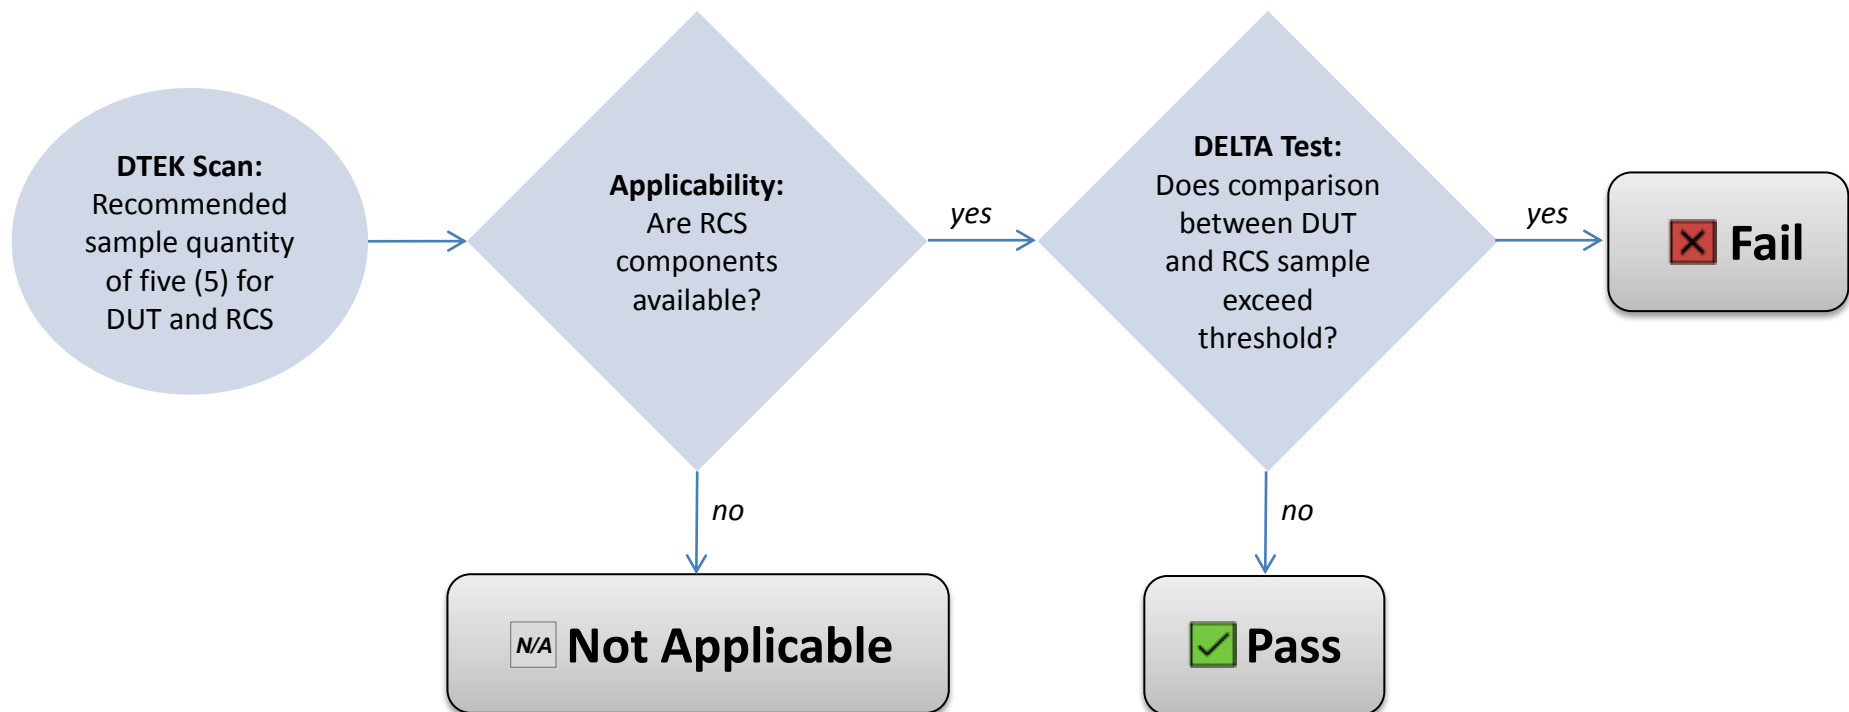 DTEK Scan:
Recommended
sample quantity
of five (5) for
DUT and RCS
Applicability:
Are RCS
components
available?
yes
DELTA Test:
Does comparison
between DUT
and RCS sample
exceed
threshold?
yes
Fail
no
N/A Not Applicable
no
Pass